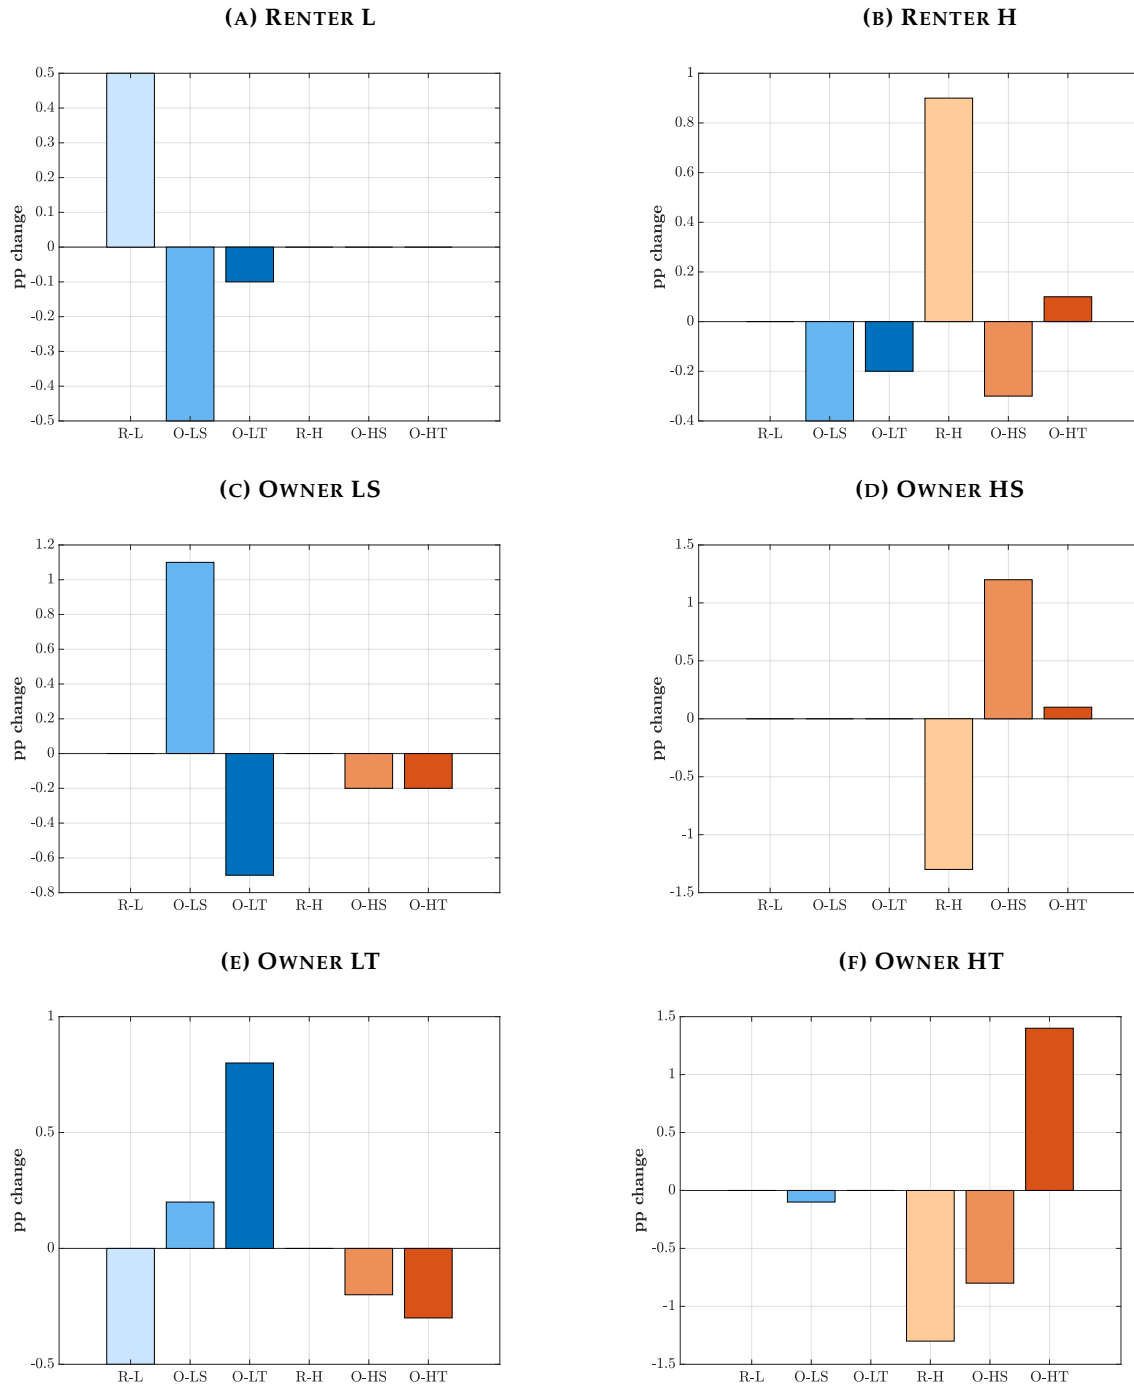 (A) RENTER L
0.5
0.4
0.3
0.2
0.1
0
-0.1
-0.2
-0.3
-0.4
-0.5
pp change
R-L O-LS O-LT R-H O-HS O-HT
(B) RENTER H
1
0.8
0.6
0.4
0.2
0
-0.2
-0.4
pp change
R-L O-LS O-LT R-H O-HS O-HT
(C) OWNER LS
1.2
1
0.8
0.6
0.4
0.2
0
-0.2
-0.4
-0.6
-0.8
pp change
R-L O-LS O-LT R-H O-HS O-HT
(D) OWNER HS
1.5
1
0.5
0
-0.5
-1
-1.5
pp change
R-L O-LS O-LT R-H O-HS O-HT
(E) OWNER LT
1
0.5
0
-0.5
pp change
R-L O-LS O-LT R-H O-HS O-HT
(F) OWNER HT
1.5
1
0.5
0
-0.5
-1
-1.5
pp change
R-L O-LS O-LT R-H O-HS O-HT